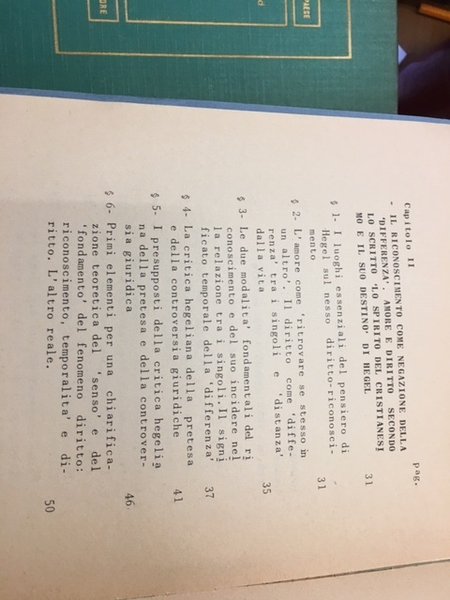 PAESE
ORE
Capitolo II
pag.
- IL RICONOSCIMENTO COME NEGAZIONE DELLA
'DIFFERENZA'. AMORE E DIRITTO SECONDO
LO SCRITTO 'LO SPIRITO DEL CRISTIANESI
MO E IL SUO DESTINO' DI HEGEL 31
§ 1- I luoghi essenziali del pensiero di
Hegel sul nesso diritto-riconosci-
mento 31
§ 2- L'amore come 'ritrovare se stesso in
un altro'. Il diritto come 'diffe-
renza' tra i singoli e 'distanza'
dalla vita 35
§ 3- Le due modalita' fondamentali del ri
conoscimento e del suo incidere nel
la relazione tra i singoli. Il signi
ficato temporale della 'differenza' 37
§ 4- La critica hegeliana della pretesa
e della controversia giuridiche 41
§ 5- I presupposti della critica hegelia
na della pretesa e della controver-
sia giuridica 46
§ 6- Primi elementi per una chiarifica-
zione teoretica del 'senso' e del
'fondamento' del fenomeno diritto:
riconoscimento, temporalita' e di-
ritto. L'altro reale. 50